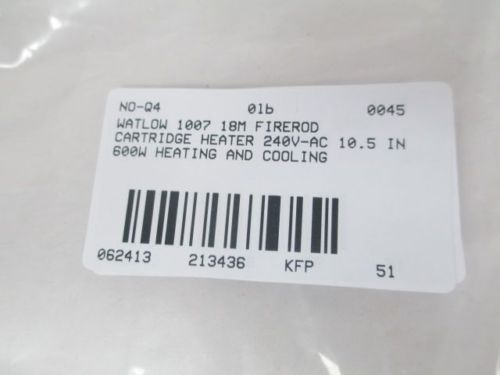 NO-Q4 01b 0045
WATLOW 1007 18M FIREROD
CARTRIDGE HEATER 240V-AC 10.5 IN
600W HEATING AND COOLING
062413 213436 KFP 51